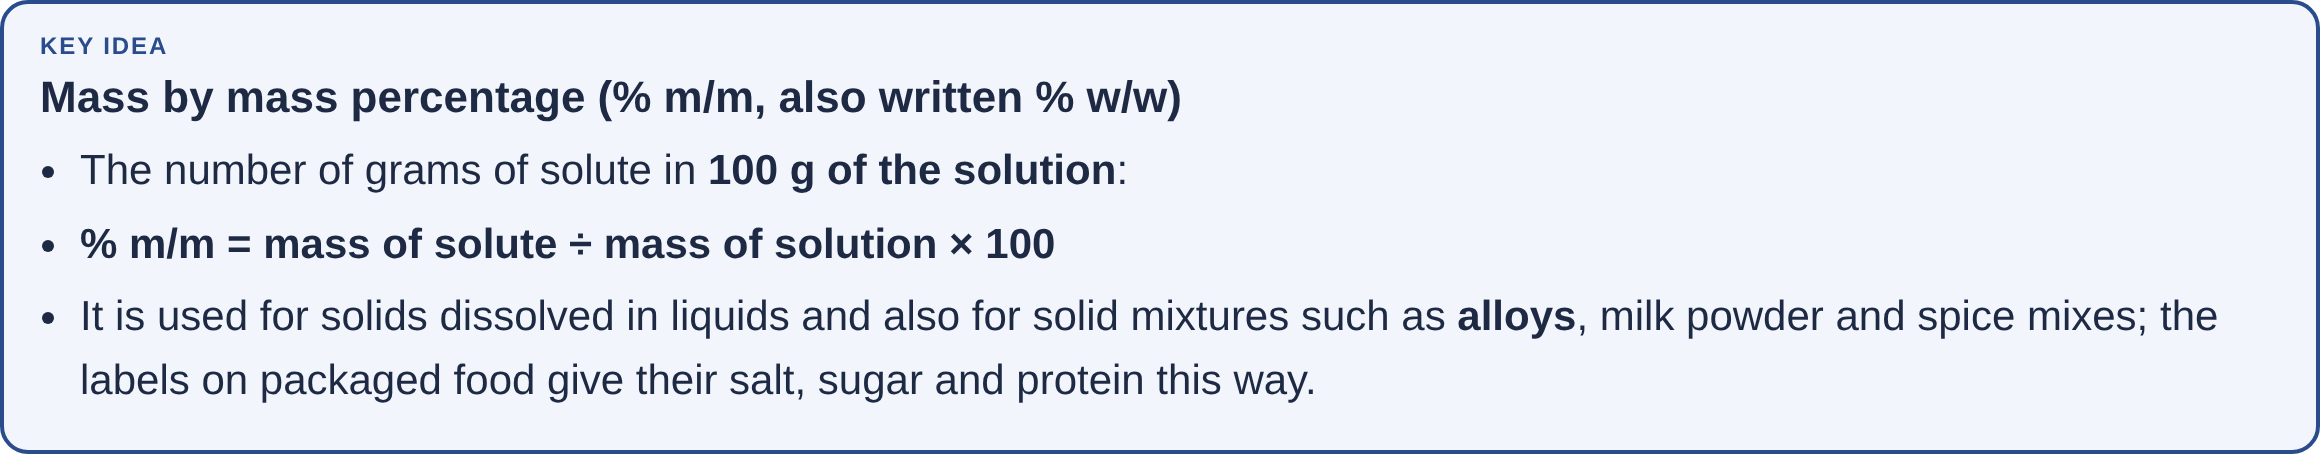 KEY IDEA
Mass by mass percentage (% m/m, also written % w/w)
• The number of grams of solute in 100 g of the solution:
• % m/m = mass of solute ÷ mass of solution × 100
• It is used for solids dissolved in liquids and also for solid mixtures such as alloys, milk powder and spice mixes; the
labels on packaged food give their salt, sugar and protein this way.